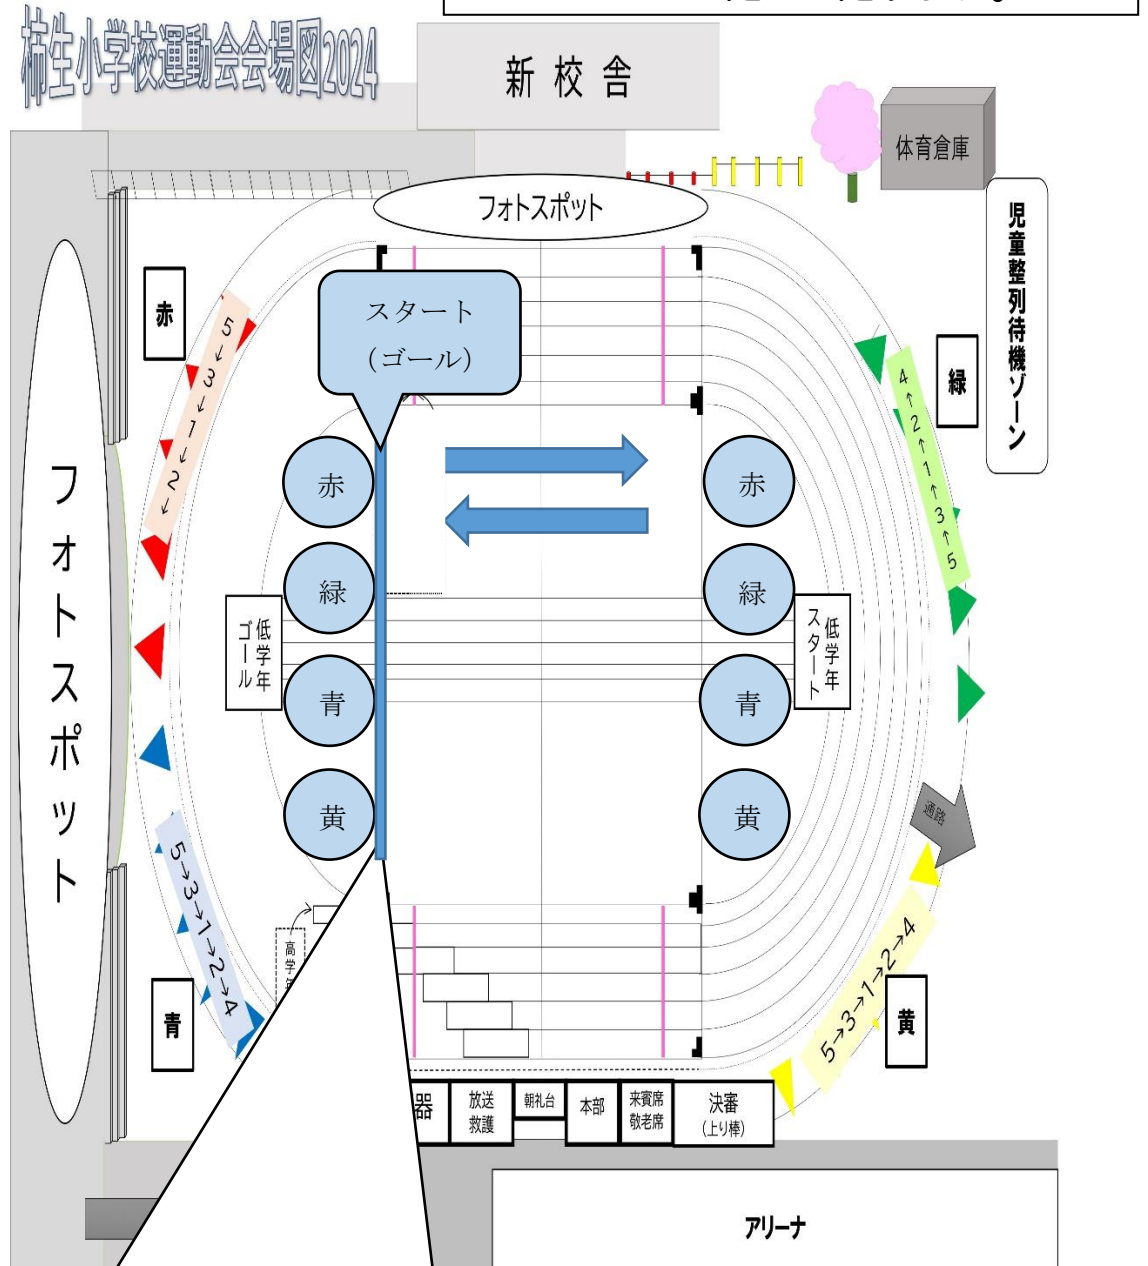 柿生小学校運動会会場図2024
新校舎
体育倉庫
フォトスポット
児童整列待機ゾーン
赤
緑
スタート
（ゴール）
5→3→1→2→
4←2←1←3←5
フォトスポット
赤
赤
緑
緑
低学年
ゴール
低学年
スタート
青
青
黄
黄
通路
5→3→1→2→4
5→3→1→2→4
高学年
青
黄
器
放送
救護
朝礼台
本部
来賓席
敬老席
決審
(上り棒)
アリーナ